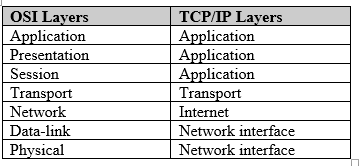 OSI Layers TCP/IP Layers
Application Application
Presentation Application
Session Application
Transport Transport
Network Internet
Data-link Network interface
Physical Network interface